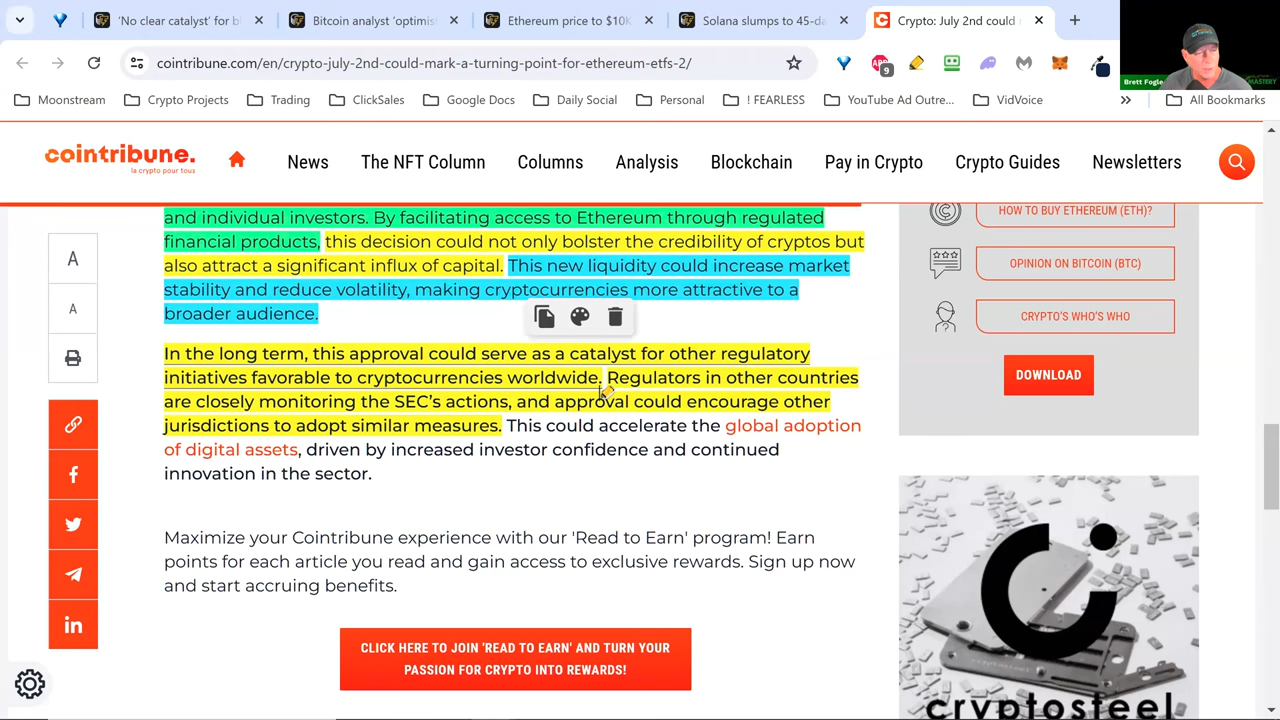 'No clear catalyst' for b
Bitcoin analyst 'optimis
Ethereum price to $10K
Solana slumps to 45-da
Crypto: July 2nd could
cointribune.com/en/crypto-july-2nd-could-mark-a-turning-point-for-ethereum-etfs-2/
9
Brett Fogle
MASTERY
Moonstream
Crypto Projects
Trading
ClickSales
Google Docs
Daily Social
Personal
! FEARLESS
YouTube Ad Outre...
VidVoice
All Bookmarks
cointribune.
la crypto pour tous
News
The NFT Column
Columns
Analysis
Blockchain
Pay in Crypto
Crypto Guides
Newsletters
A
A
and individual investors. By facilitating access to Ethereum through regulated
financial products, this decision could not only bolster the credibility of cryptos but
also attract a significant influx of capital. This new liquidity could increase market
stability and reduce volatility, making cryptocurrencies more attractive to a
broader audience.
In the long term, this approval could serve as a catalyst for other regulatory
initiatives favorable to cryptocurrencies worldwide. Regulators in other countries
are closely monitoring the SEC's actions, and approval could encourage other
jurisdictions to adopt similar measures. This could accelerate the global adoption
of digital assets, driven by increased investor confidence and continued
innovation in the sector.
Maximize your Cointribune experience with our 'Read to Earn' program! Earn
points for each article you read and gain access to exclusive rewards. Sign up now
and start accruing benefits.
CLICK HERE TO JOIN 'READ TO EARN' AND TURN YOUR
PASSION FOR CRYPTO INTO REWARDS!
HOW TO BUY ETHEREUM (ETH)?
OPINION ON BITCOIN (BTC)
CRYPTO'S WHO'S WHO
DOWNLOAD
cryptosteel